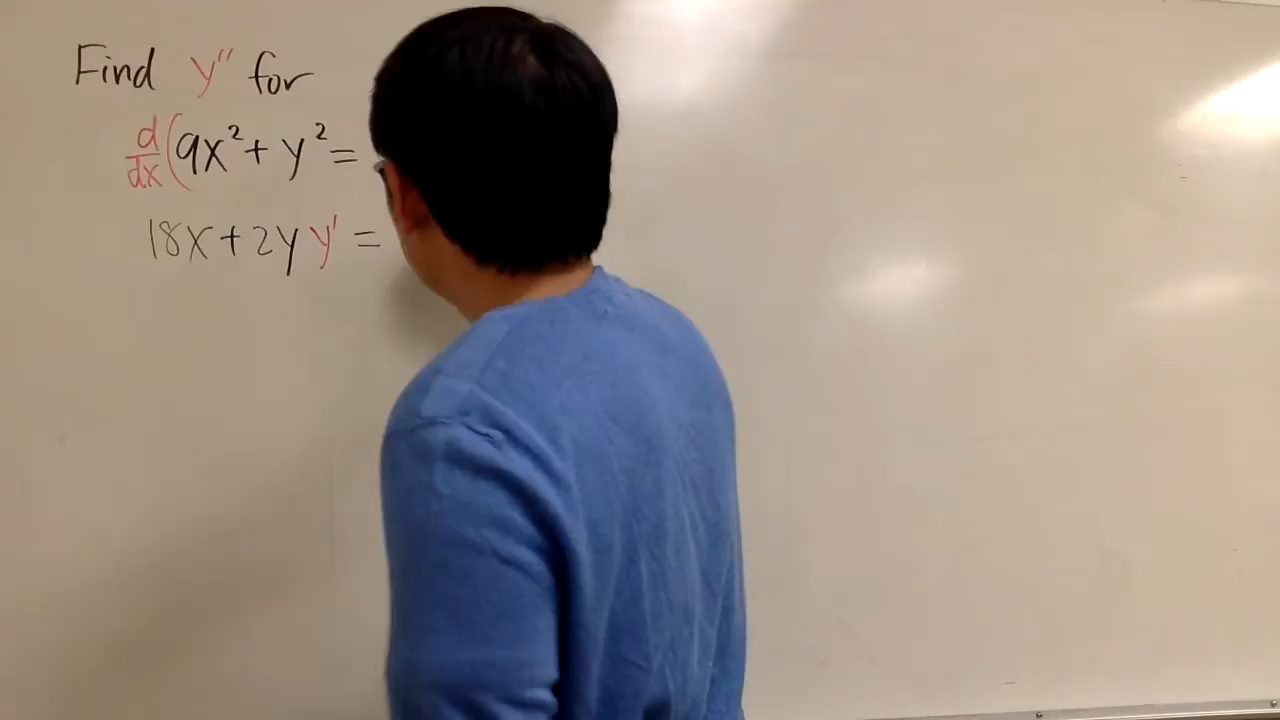 Find y'' for
d/dx (9x² + y² =
18x + 2y y' =